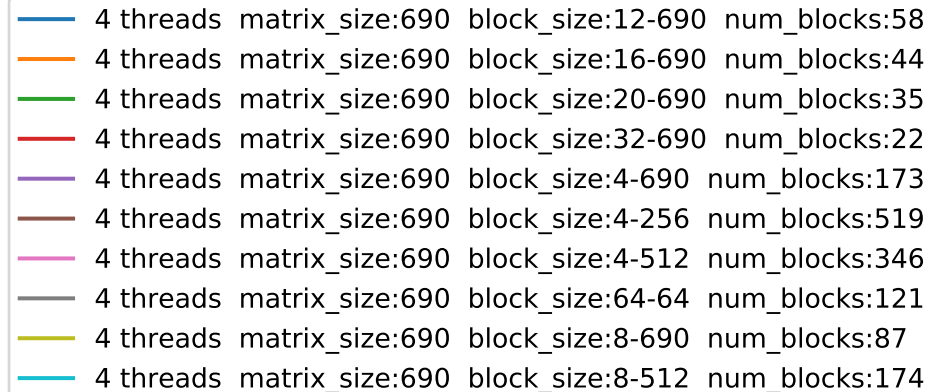 4 threads matrix_size:690 block_size:12-690 num_blocks:58
4 threads matrix_size:690 block_size:16-690 num_blocks:44
4 threads matrix_size:690 block_size:20-690 num_blocks:35
4 threads matrix_size:690 block_size:32-690 num_blocks:22
4 threads matrix_size:690 block_size:4-690 num_blocks:173
4 threads matrix_size:690 block_size:4-256 num_blocks:519
4 threads matrix_size:690 block_size:4-512 num_blocks:346
4 threads matrix_size:690 block_size:64-64 num_blocks:121
4 threads matrix_size:690 block_size:8-690 num_blocks:87
4 threads matrix_size:690 block_size:8-512 num_blocks:174